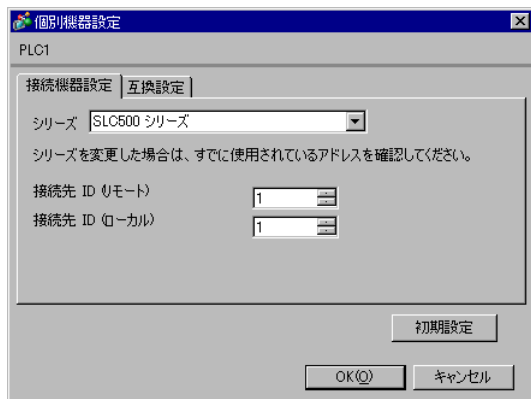 個別機器設定
PLC1
接続機器設定 互換設定
シリーズ SLC500 シリーズ
シリーズを変更した場合は、すでに使用されているアドレスを確認してください。
接続先 ID (リモート) 1
接続先 ID (ローカル) 1
初期設定
OK(O) キャンセル